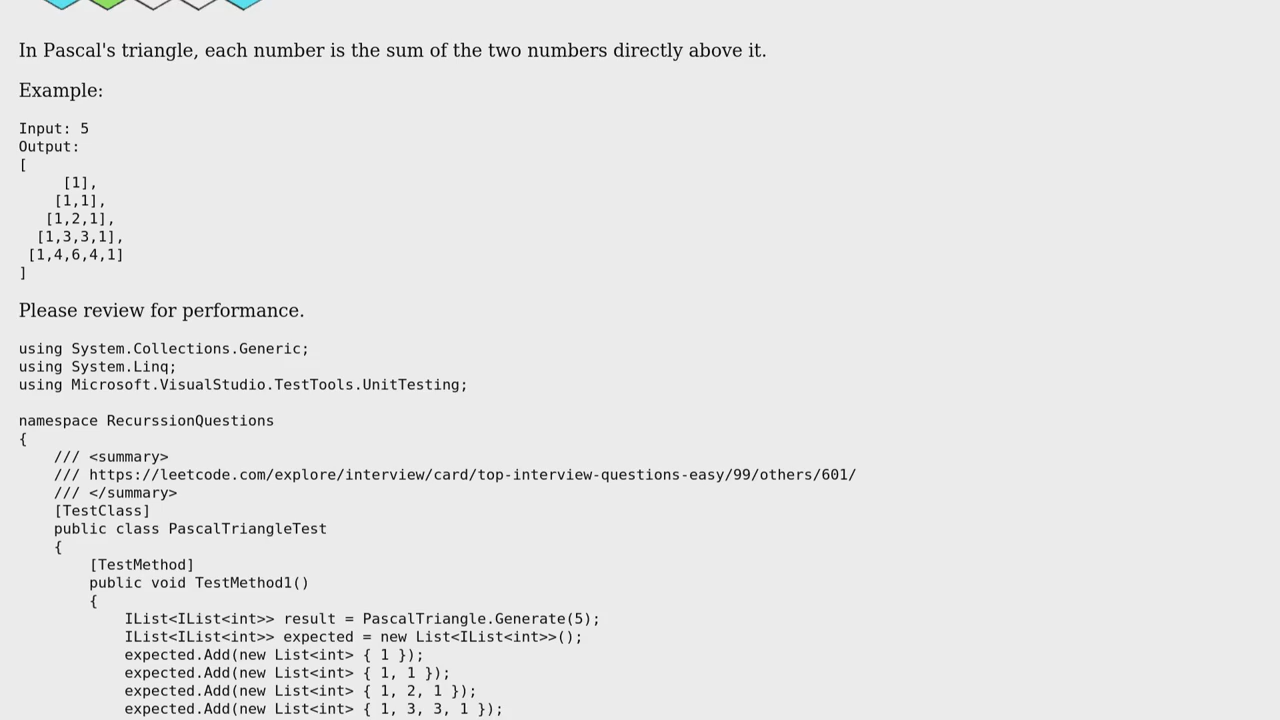 In Pascal's triangle, each number is the sum of the two numbers directly above it.
Example:
Input: 5
Output:
[
     [1],
    [1,1],
   [1,2,1],
  [1,3,3,1],
 [1,4,6,4,1]
]
Please review for performance.
using System.Collections.Generic;
using System.Linq;
using Microsoft.VisualStudio.TestTools.UnitTesting;
namespace RecurssionQuestions
{
    /// <summary>
    /// https://leetcode.com/explore/interview/card/top-interview-questions-easy/99/others/601/
    /// </summary>
    [TestClass]
    public class PascalTriangleTest
    {
        [TestMethod]
        public void TestMethod1()
        {
            IList<IList<int>> result = PascalTriangle.Generate(5);
            IList<IList<int>> expected = new List<IList<int>>();
            expected.Add(new List<int> { 1 });
            expected.Add(new List<int> { 1, 1 });
            expected.Add(new List<int> { 1, 2, 1 });
            expected.Add(new List<int> { 1, 3, 3, 1 });